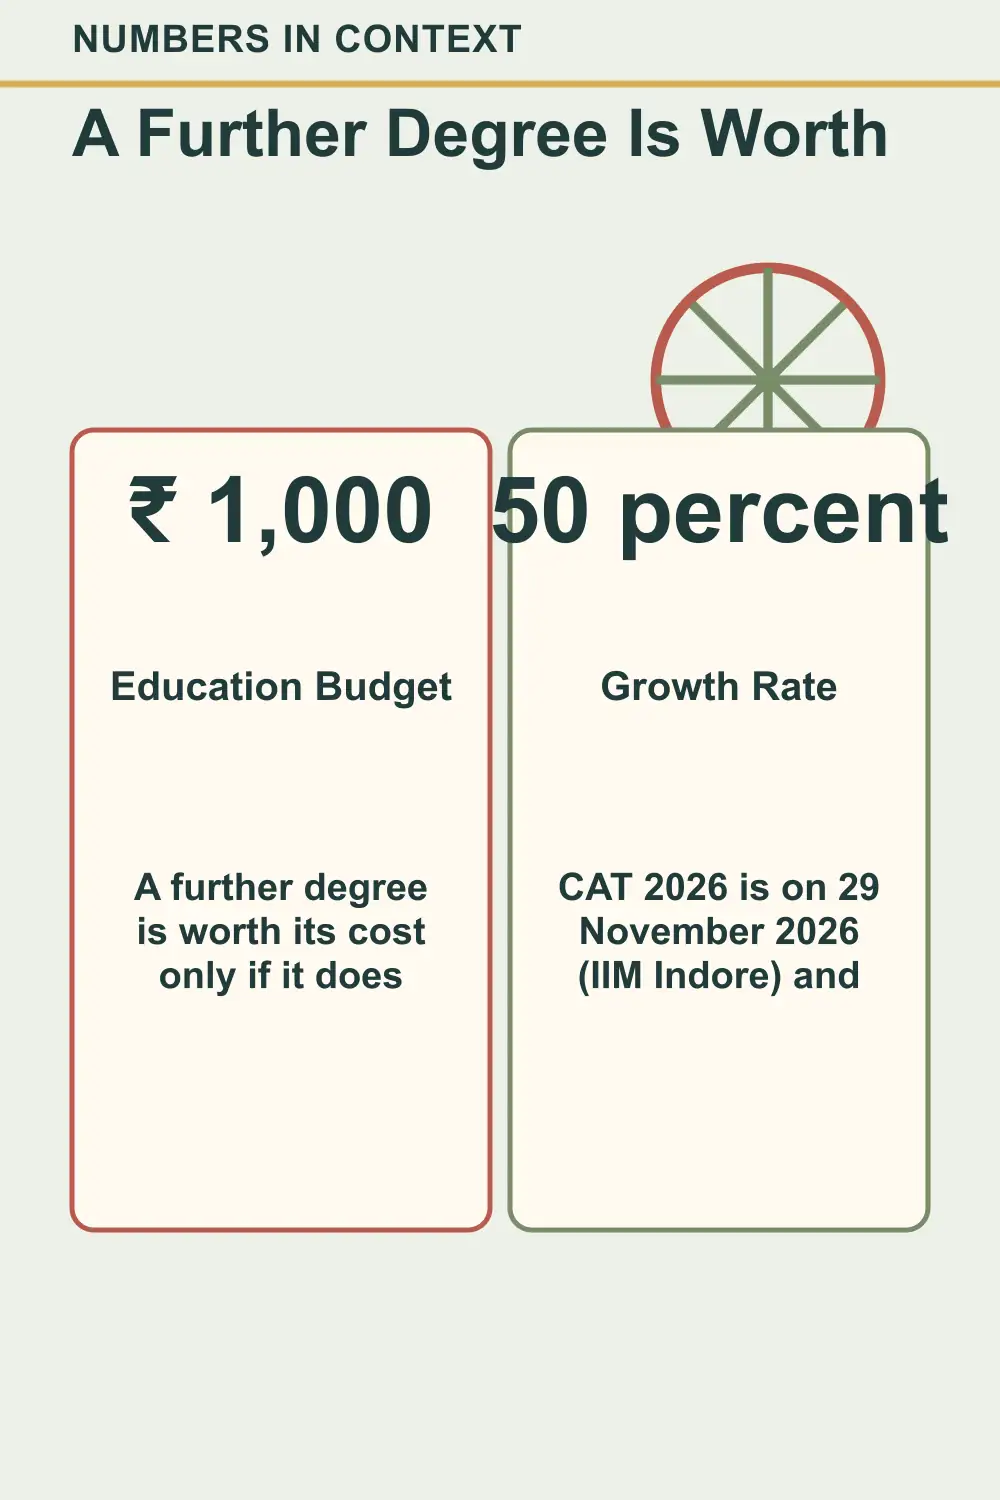 NUMBERS IN CONTEXT
A Further Degree Is Worth
₹ 1,000
Education Budget
A further degree
is worth its cost
only if it does
50 percent
Growth Rate
CAT 2026 is on 29
November 2026
(IIM Indore) and